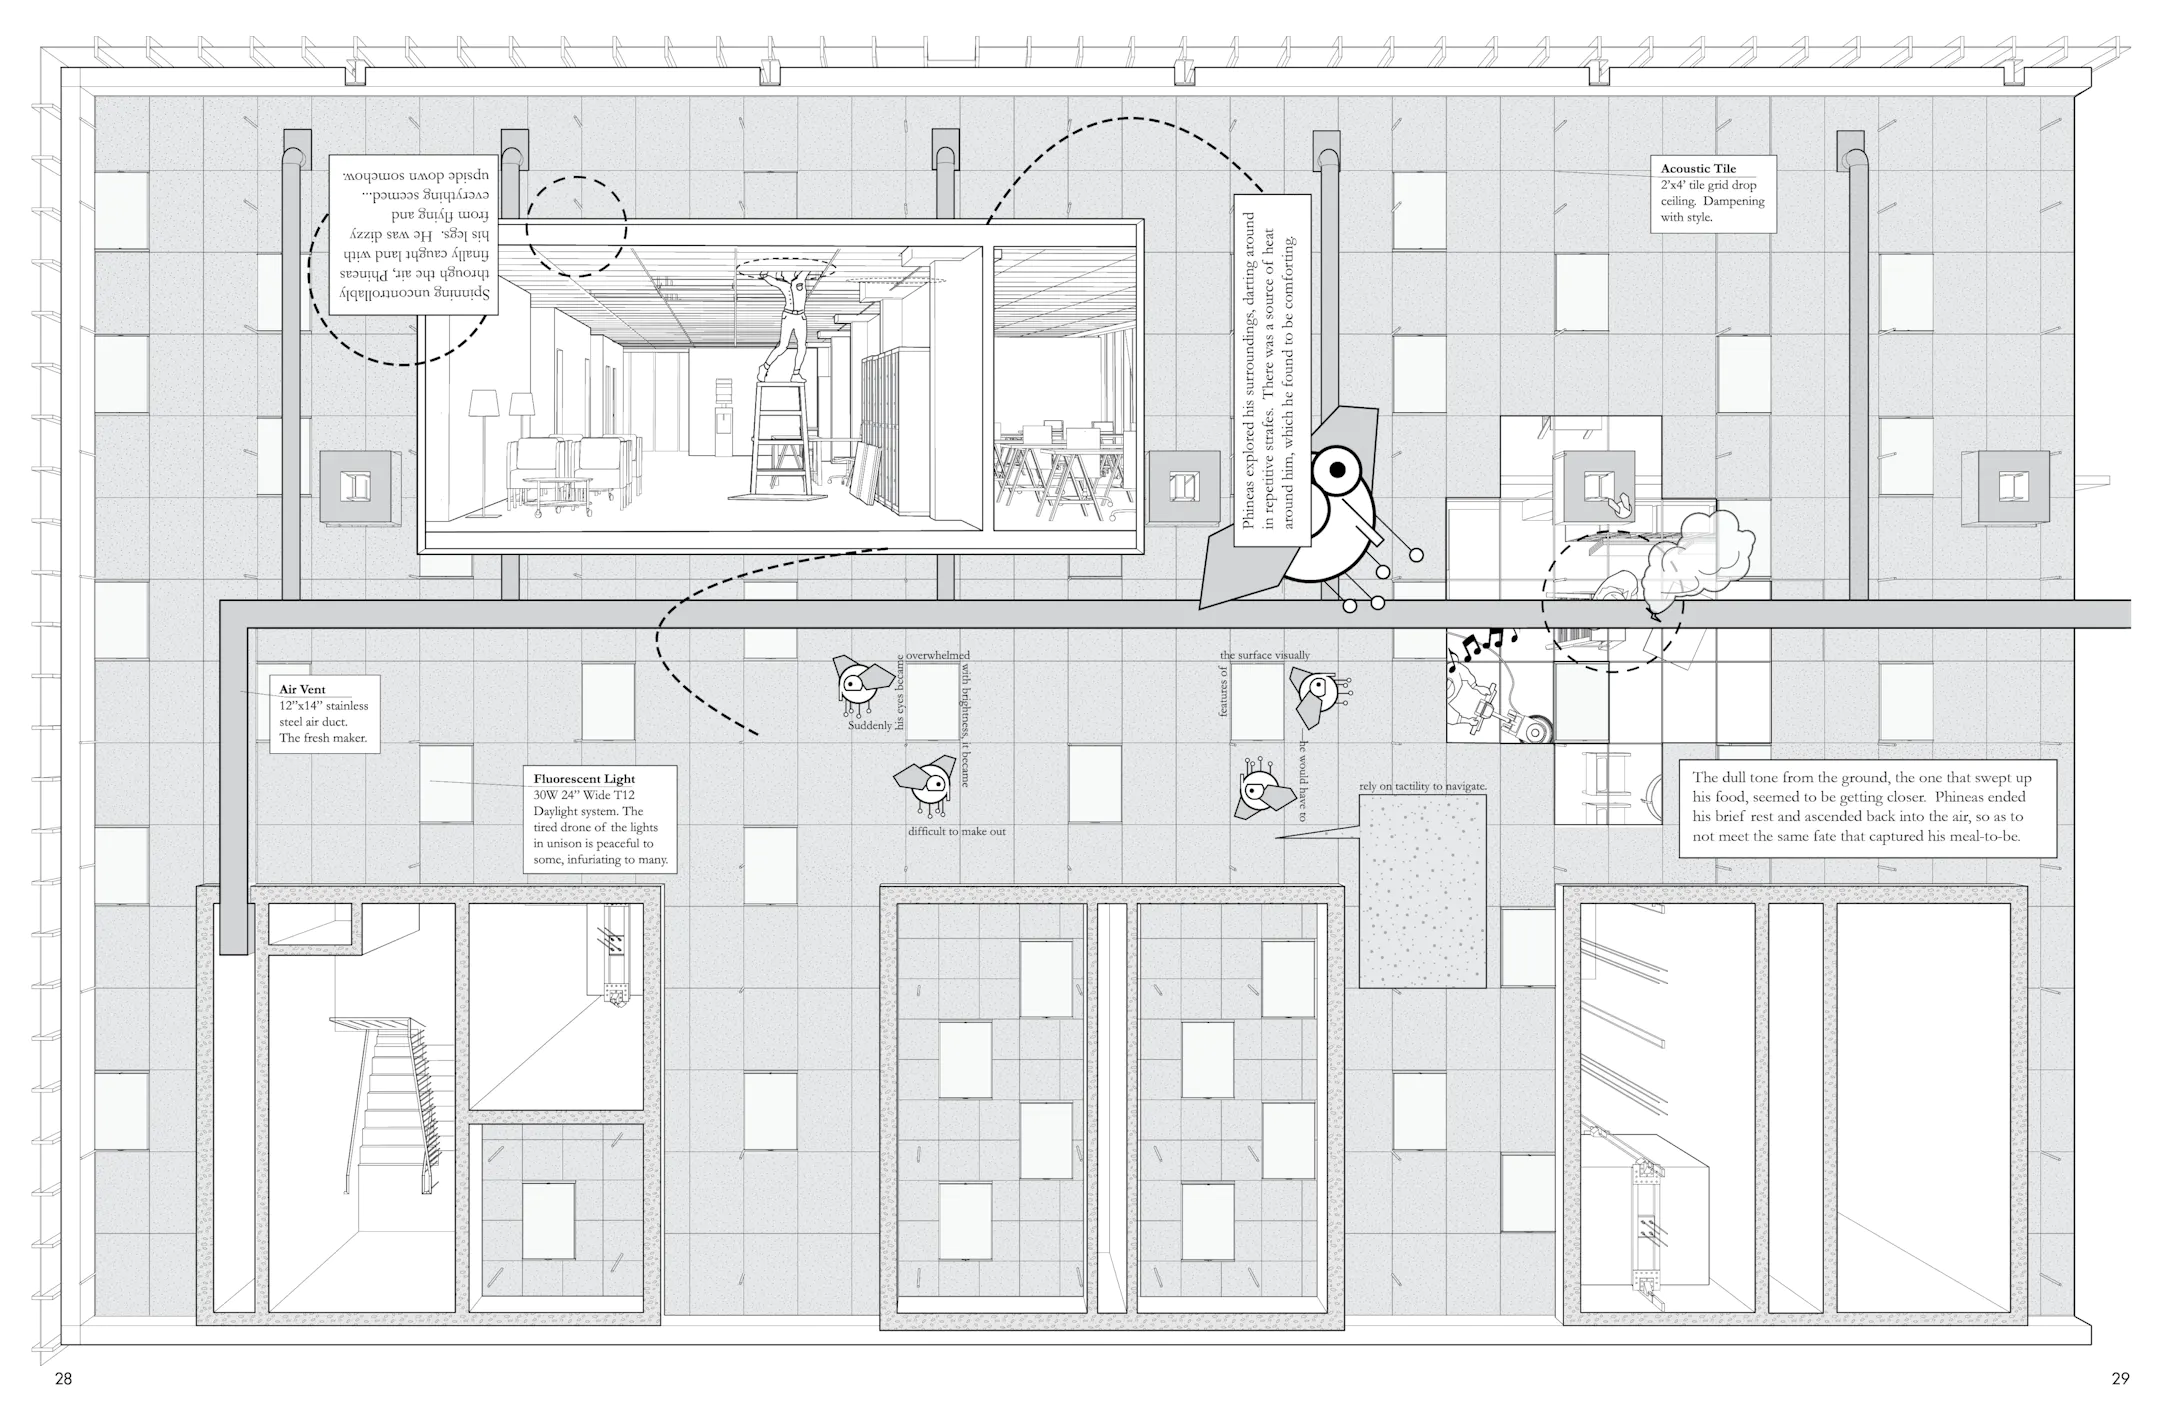 Spinning uncontrollably
through the air, Phineas
finally caught land with
his legs.  He was dizzy
from flying and
everything seemed...
upside down somehow.
Phineas explored his surroundings, darting around
in repetitive strafes.  There was a source of heat
around him, which he found to be comforting.
Acoustic Tile
2'x4' tile grid drop
ceiling.  Dampening
with style.
Air Vent
12”x14” stainless
steel air duct.
The fresh maker.
Fluorescent Light
30W 24” Wide T12
Daylight system. The
tired drone of the lights
in unison is peaceful to
some, infuriating to many.
Suddenly
his eyes became
overwhelmed
with brightness, it became
difficult to make out
features of
the surface visually
he would have to
rely on tactility to navigate.
The dull tone from the ground, the one that swept up
his food, seemed to be getting closer.  Phineas ended
his brief rest and ascended back into the air, so as to
not meet the same fate that captured his meal-to-be.
28
29